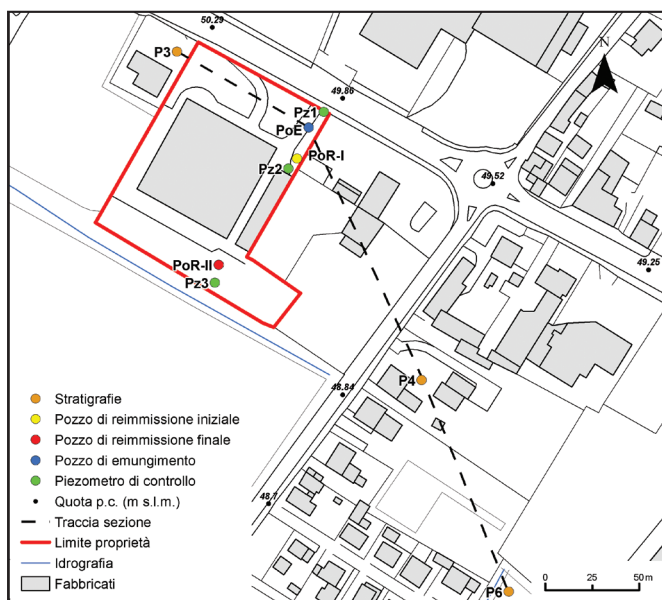 50.29
P3
N
49.86
Pz1
PoE
PoR-I
Pz2
49.52
49.25
PoR-II
Pz3
P4
48.84
Stratigrafie
Pozzo di reimmissione iniziale
Pozzo di reimmissione finale
Pozzo di emungimento
Piezometro di controllo
Quota p.c. (m s.l.m.)
48.7
Traccia sezione
Limite proprietà
Idrografia
Fabbricati
P6
0 25 50 m